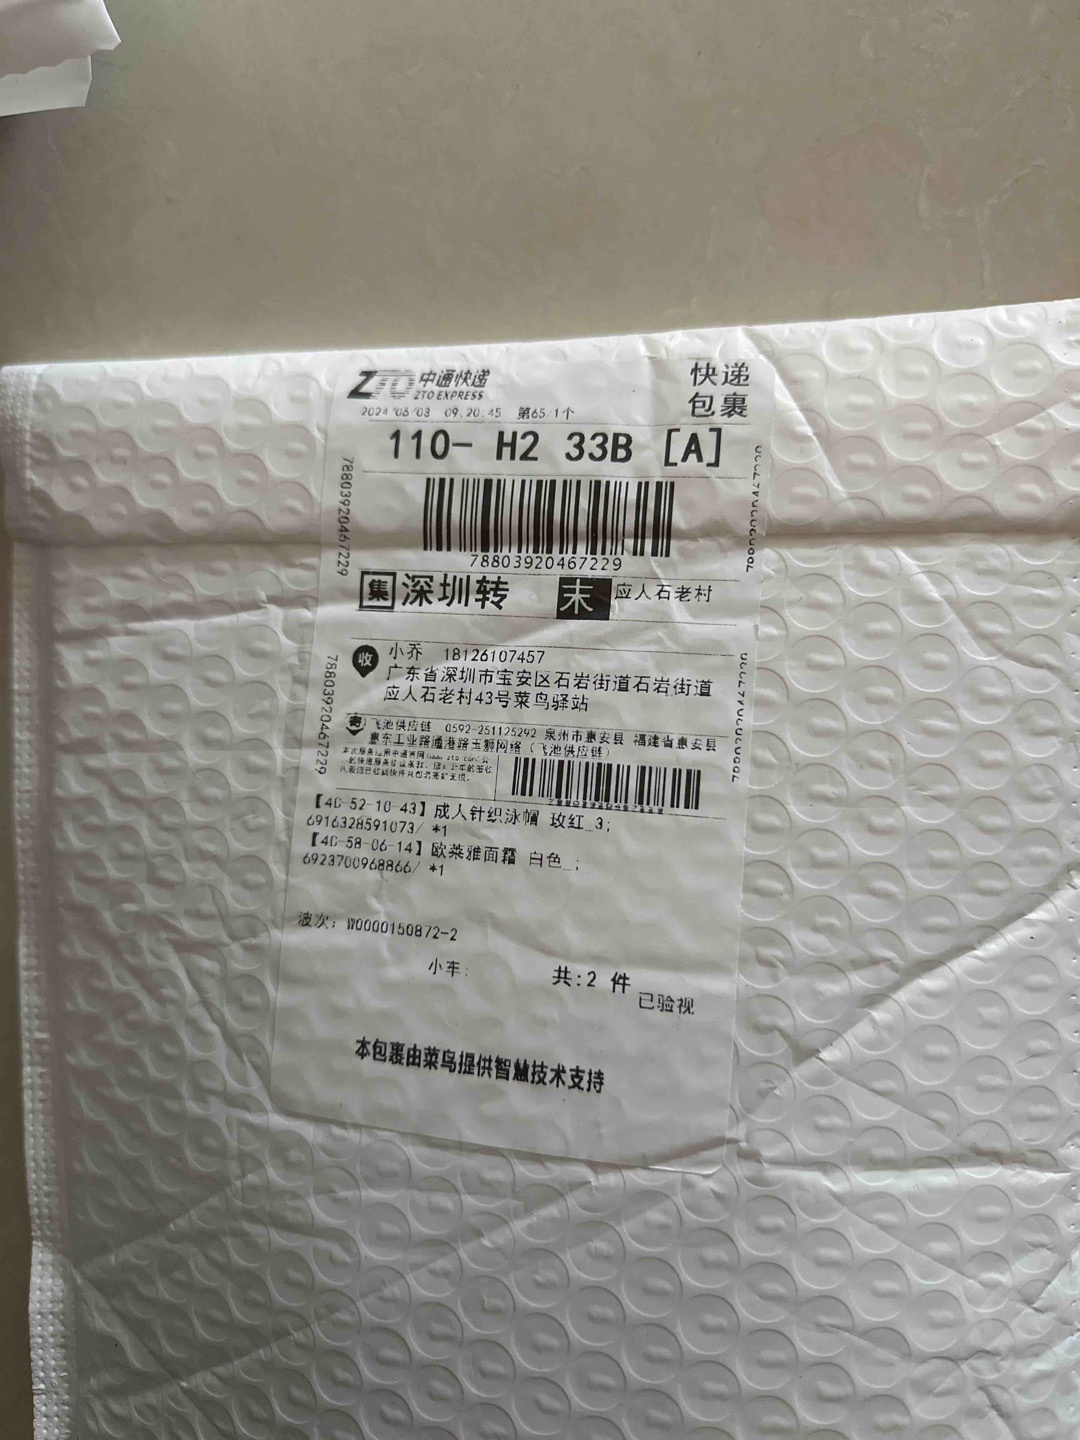 ZTO 中通快递
ZTO EXPRESS
快递
包裹
2024/06/03 09:20:45 第65/1个
110- H2 33B [A]
78803920467229
78803920467229
集 深圳转 末 应人石老村
收 小乔 18126107457
广东省深圳市宝安区石岩街道石岩街道
应人石老村43号菜鸟驿站
78803920467229
寄 飞池供应链 0592-251125292 泉州市惠安县 福建省惠安县
惠东工业路通港路玉狮网络（飞池供应链）
【4C-52-10-43】成人针织泳帽 玫红_3;
6916328591073/ *1
【4C-58-06-14】欧莱雅面霜 白色_;
6923700968866/ *1
波次: W0000150872-2
小车:
共:2 件
已验视
本包裹由菜鸟提供智慧技术支持